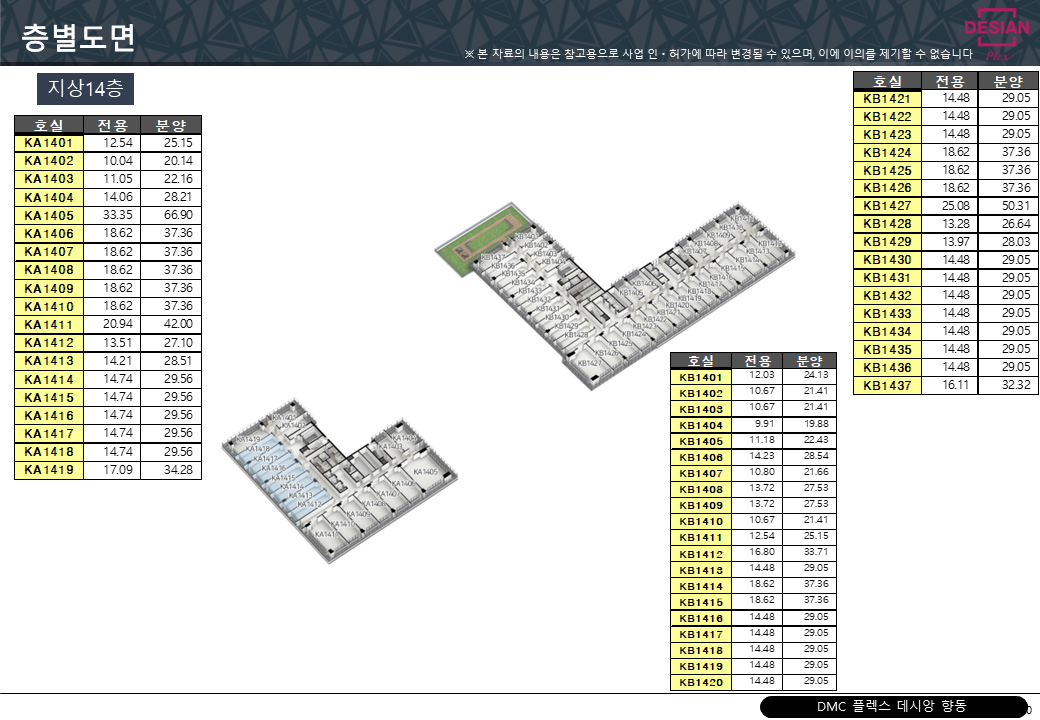 층별도면
※ 본 자료의 내용은 참고용으로 사업 인・허가에 따라 변경될 수 있으며, 이에 이의를 제기할 수 없습니다
DESIAN
Plex
지상14층
호실 전용 분양
KA1401 12.54 25.15
KA1402 10.04 20.14
KA1403 11.05 22.16
KA1404 14.06 28.21
KA1405 33.35 66.90
KA1406 18.62 37.36
KA1407 18.62 37.36
KA1408 18.62 37.36
KA1409 18.62 37.36
KA1410 18.62 37.36
KA1411 20.94 42.00
KA1412 13.51 27.10
KA1413 14.21 28.51
KA1414 14.74 29.56
KA1415 14.74 29.56
KA1416 14.74 29.56
KA1417 14.74 29.56
KA1418 14.74 29.56
KA1419 17.09 34.28
KA1402
KA1419
KA1418
KA1417
KA1416
KA1415
KA1414
KA1413
KA1412
KA1405
KA1406
KA1407
KA1408
KA1409
KA1410
KB1402
KB1403
KB1404
KB1437
KB1436
KB1435
KB1434
KB1433
KB1432
KB1431
KB1430
KB1429
KB1428
KB1427
KB1426
KB1425
KB1424
KB1423
KB1422
KB1421
KB1420
KB1419
KB1418
KB1417
KB1416
KB1415
KB1414
KB1413
KB1410
KB1409
KB1408
KB1406
KB1405
호실 전용 분양
KB1401 12.03 24.13
KB1402 10.67 21.41
KB1403 10.67 21.41
KB1404 9.91 19.88
KB1405 11.18 22.43
KB1406 14.23 28.54
KB1407 10.80 21.66
KB1408 13.72 27.53
KB1409 13.72 27.53
KB1410 10.67 21.41
KB1411 12.54 25.15
KB1412 16.80 33.71
KB1413 14.48 29.05
KB1414 18.62 37.36
KB1415 18.62 37.36
KB1416 14.48 29.05
KB1417 14.48 29.05
KB1418 14.48 29.05
KB1419 14.48 29.05
KB1420 14.48 29.05
호실 전용 분양
KB1421 14.48 29.05
KB1422 14.48 29.05
KB1423 14.48 29.05
KB1424 18.62 37.36
KB1425 18.62 37.36
KB1426 18.62 37.36
KB1427 25.08 50.31
KB1428 13.28 26.64
KB1429 13.97 28.03
KB1430 14.48 29.05
KB1431 14.48 29.05
KB1432 14.48 29.05
KB1433 14.48 29.05
KB1434 14.48 29.05
KB1435 14.48 29.05
KB1436 14.48 29.05
KB1437 16.11 32.32
DMC 플렉스 데시앙 향동